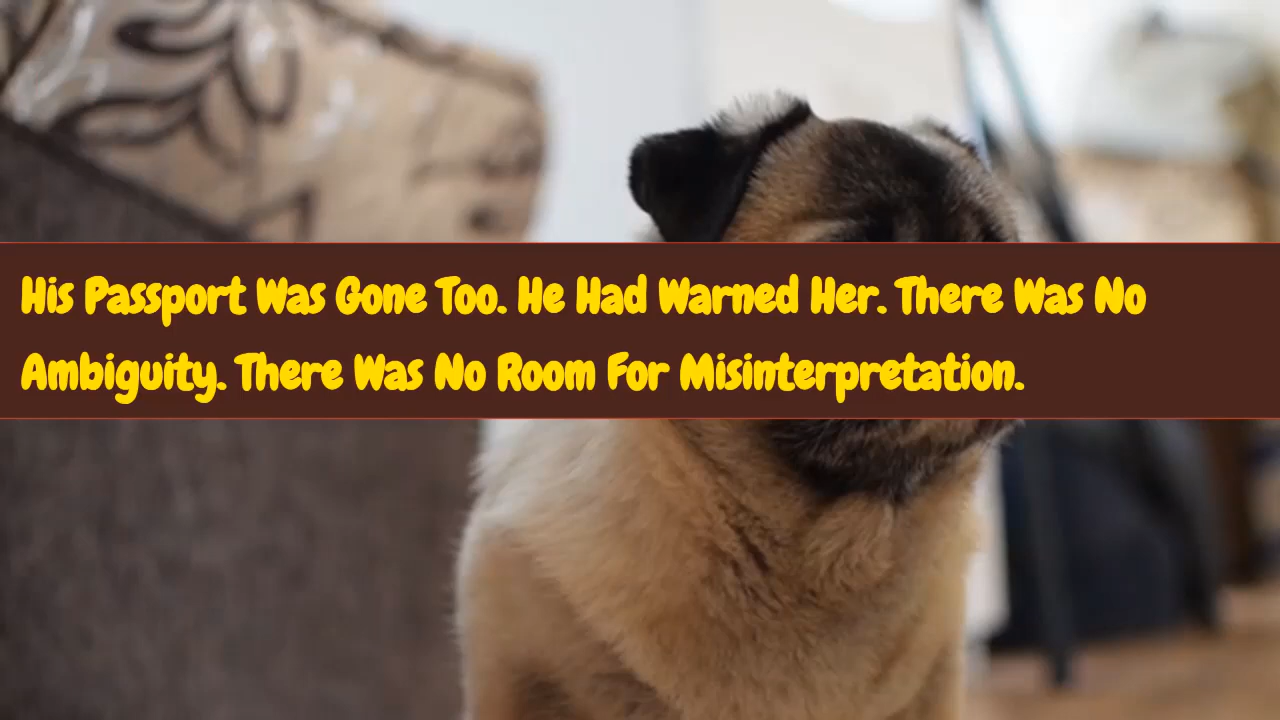 His Passport Was Gone Too. He Had Warned Her. There Was No
Ambiguity. There Was No Room For Misinterpretation.